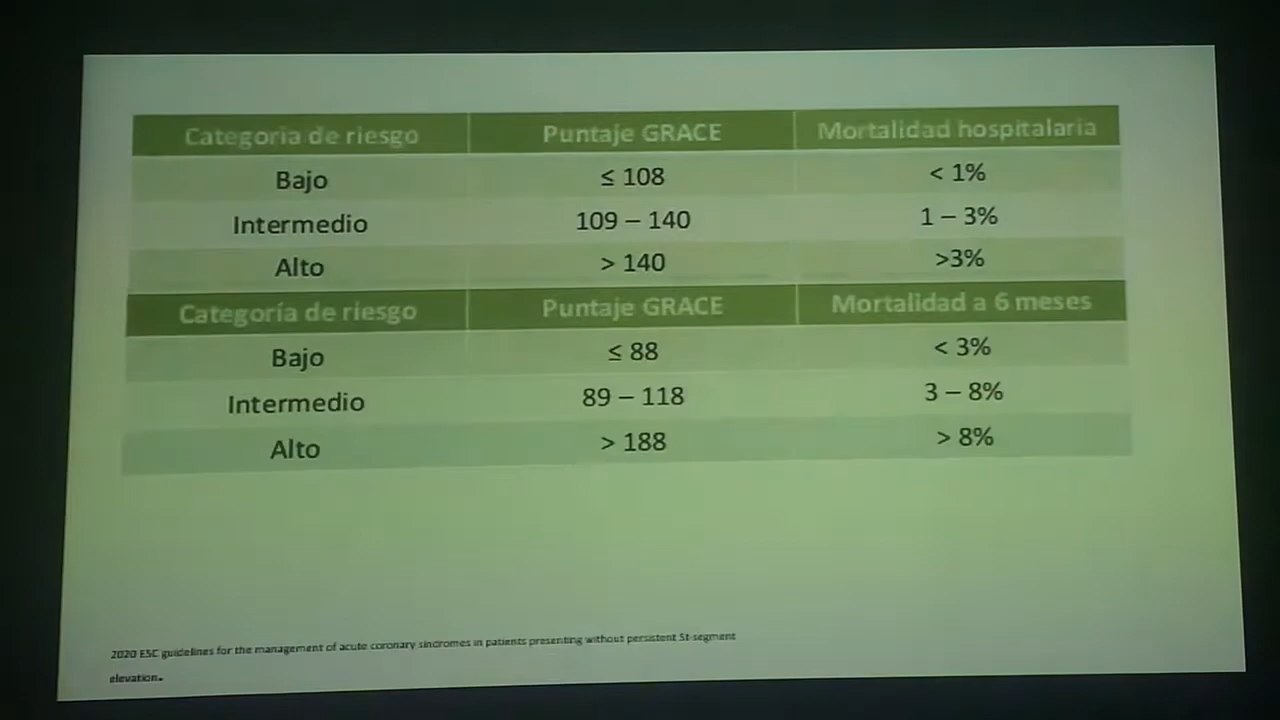 Categoría de riesgo Puntaje GRACE Mortalidad hospitalaria
Bajo ≤ 108 < 1%
Intermedio 109 – 140 1 – 3%
Alto > 140 >3%
Categoría de riesgo Puntaje GRACE Mortalidad a 6 meses
Bajo ≤ 88 < 3%
Intermedio 89 – 118 3 – 8%
Alto > 188 > 8%
2020 ESC guidelines for the management of acute coronary sindromes in patients presenting without persistent St-segment
elevation.